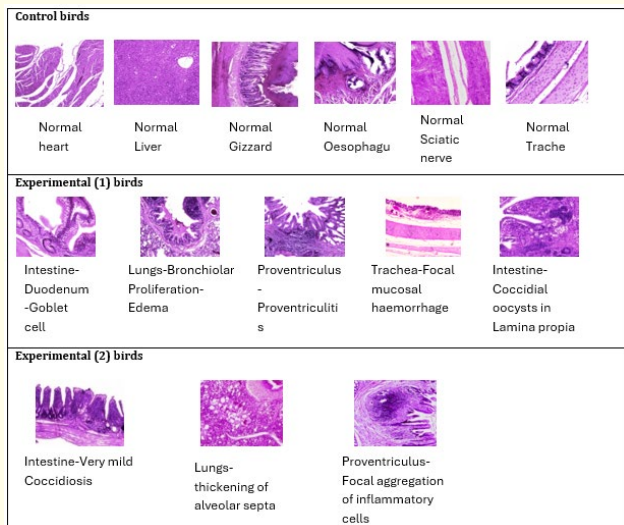 Control birds
Normal
heart
Normal
Liver
Normal
Gizzard
Normal
Oesophagu
Normal
Sciatic
nerve
Normal
Trache
Experimental (1) birds
Intestine-
Duodenum
-Goblet
cell
Lungs-Bronchiolar
Proliferation-
Edema
Proventriculus
-
Proventriculiti
s
Trachea-Focal
mucosal
haemorrhage
Intestine-
Coccidial
oocysts in
Lamina propia
Experimental (2) birds
Intestine-Very mild
Coccidiosis
Lungs-
thickening of
alveolar septa
Proventriculus-
Focal aggregation
of inflammatory
cells